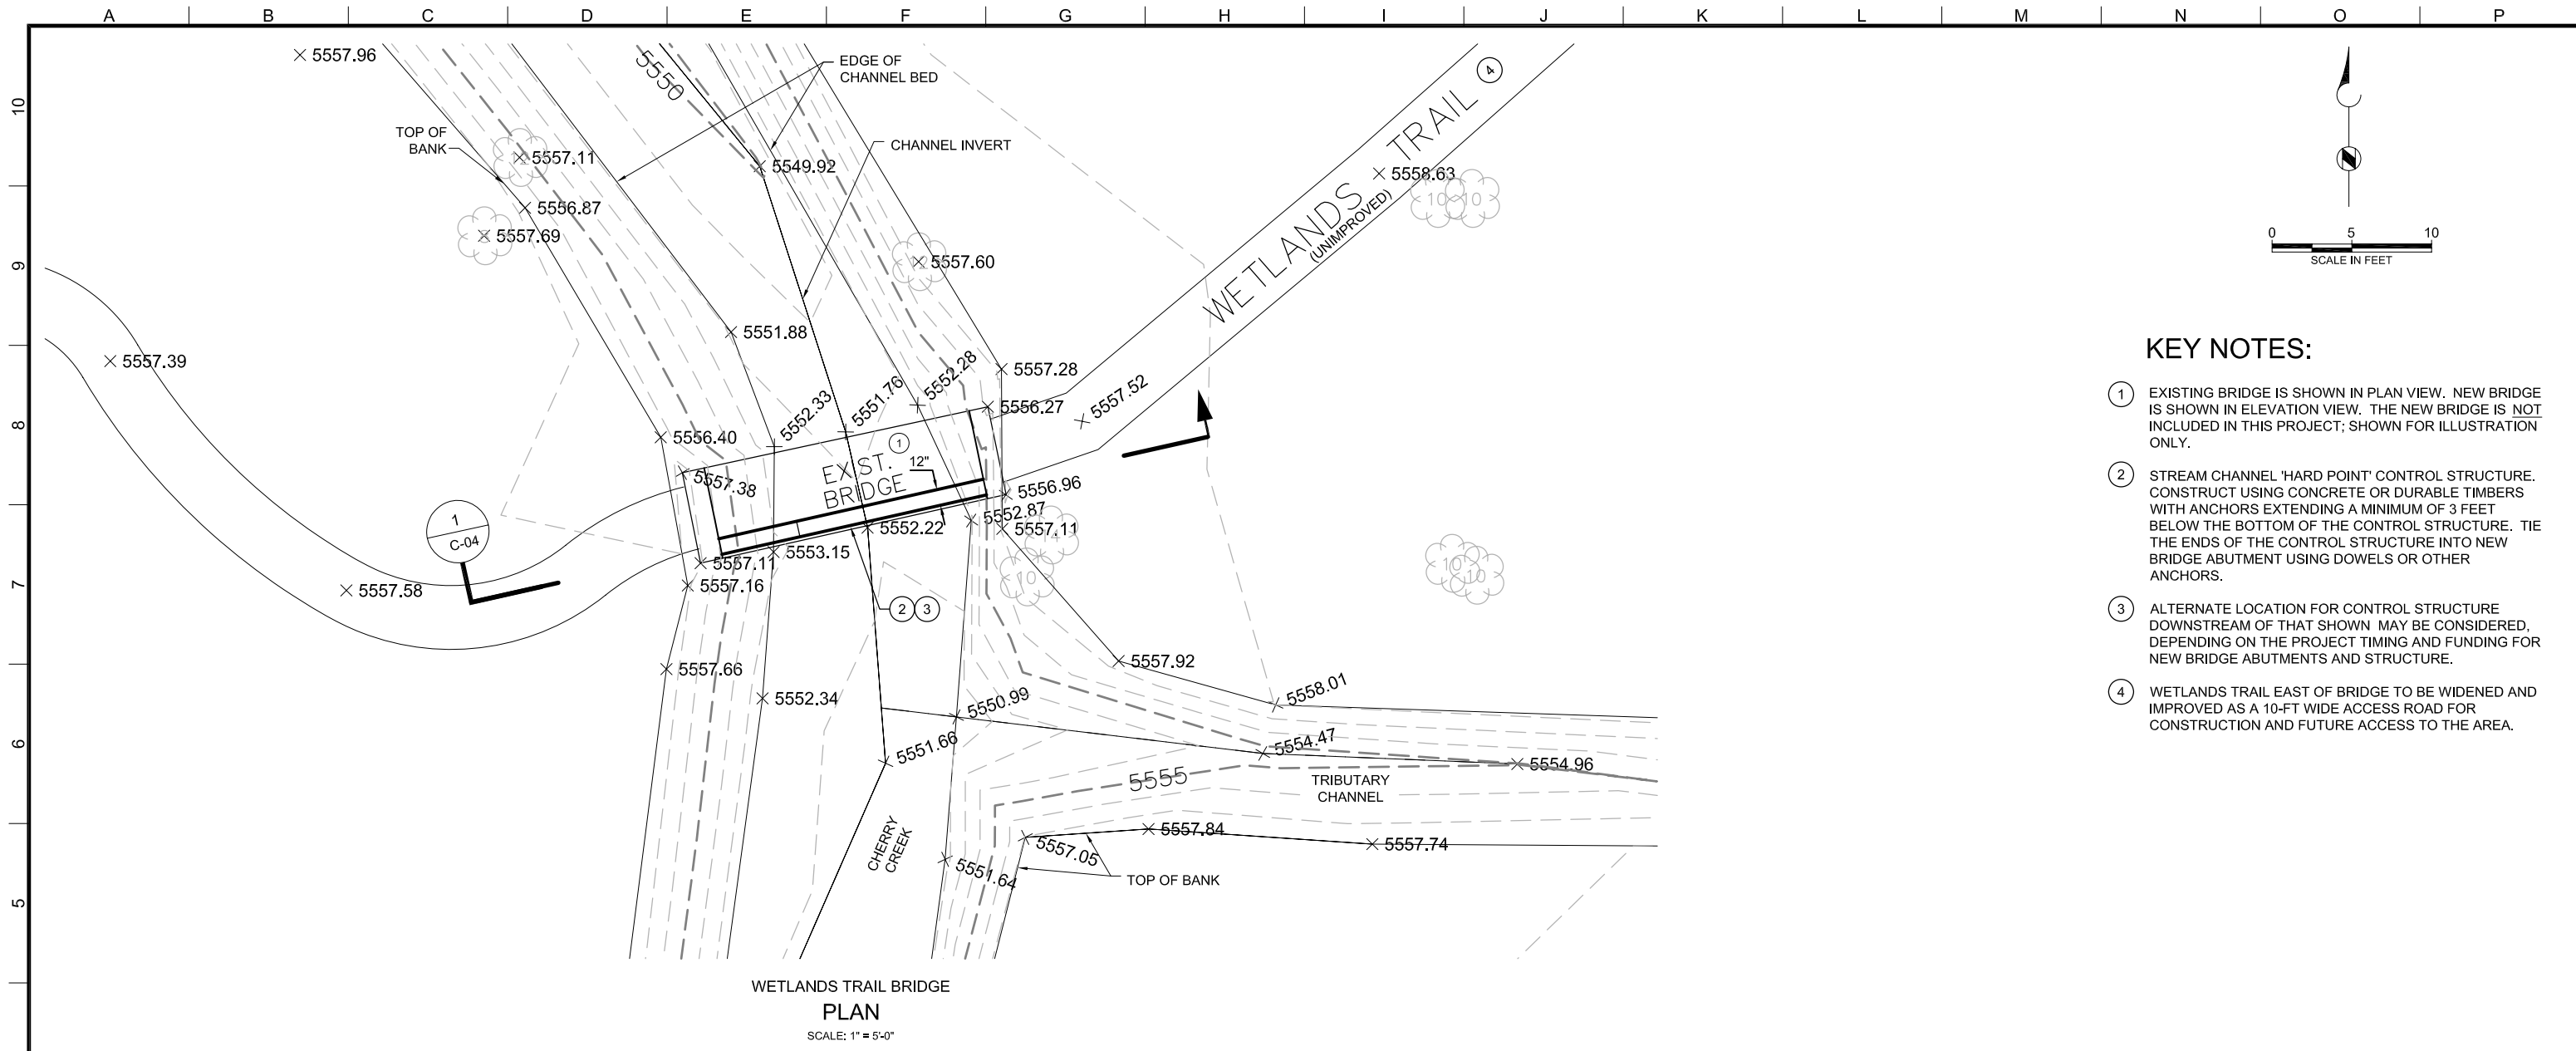 A B C D E F G H I J K L M N O P
10
9
8
7
6
5
5557.96
5550
EDGE OF
CHANNEL BED
TOP OF
BANK
CHANNEL INVERT
5557.11
5549.92
5556.87
5557.69
5557.60
WETLANDS TRAIL
4
(UNIMPROVED)
5558.63
10
10
5557.39
5551.88
5557.28
5552.33
5551.76
5552.28
5556.27
5557.52
5556.40
5557.38
EXIST.
BRIDGE
1
12"
5556.96
5552.87
5557.11
5552.22
5553.15
5557.11
5557.16
1
C-04
5557.58
10
10
10
2 3
5557.66
5552.34
5557.92
5558.01
5550.99
5551.66
5554.47
5554.96
5555
TRIBUTARY
CHANNEL
CHERRY
CREEK
5557.84
5557.05
5557.74
5551.64
TOP OF BANK
WETLANDS TRAIL BRIDGE
PLAN
SCALE: 1" = 5'-0"
0 5 10
SCALE IN FEET
KEY NOTES:
1 EXISTING BRIDGE IS SHOWN IN PLAN VIEW. NEW BRIDGE
IS SHOWN IN ELEVATION VIEW. THE NEW BRIDGE IS NOT
INCLUDED IN THIS PROJECT; SHOWN FOR ILLUSTRATION
ONLY.
2 STREAM CHANNEL 'HARD POINT' CONTROL STRUCTURE.
CONSTRUCT USING CONCRETE OR DURABLE TIMBERS
WITH ANCHORS EXTENDING A MINIMUM OF 3 FEET
BELOW THE BOTTOM OF THE CONTROL STRUCTURE. TIE
THE ENDS OF THE CONTROL STRUCTURE INTO NEW
BRIDGE ABUTMENT USING DOWELS OR OTHER
ANCHORS.
3 ALTERNATE LOCATION FOR CONTROL STRUCTURE
DOWNSTREAM OF THAT SHOWN MAY BE CONSIDERED,
DEPENDING ON THE PROJECT TIMING AND FUNDING FOR
NEW BRIDGE ABUTMENTS AND STRUCTURE.
4 WETLANDS TRAIL EAST OF BRIDGE TO BE WIDENED AND
IMPROVED AS A 10-FT WIDE ACCESS ROAD FOR
CONSTRUCTION AND FUTURE ACCESS TO THE AREA.